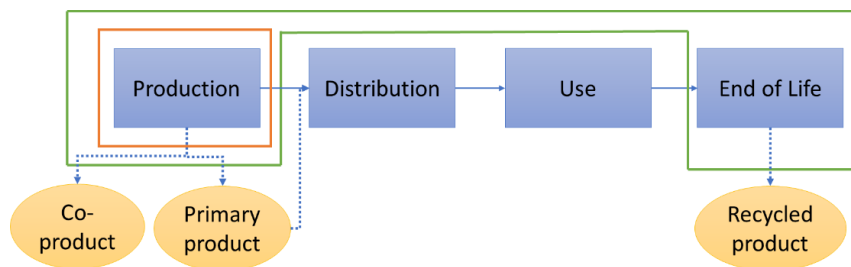 Production
Distribution
Use
End of Life
Co-
product
Primary
product
Recycled
product